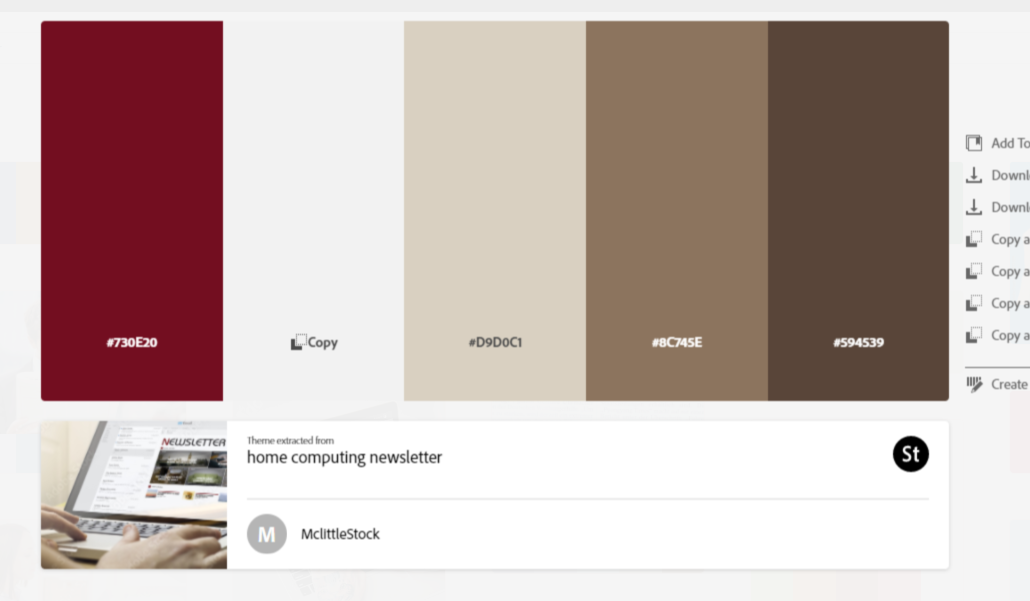 #730E20
Copy
#D9D0C1
#8C745E
#594539
Add To
Downl
Downl
Copy a
Copy a
Copy a
Copy a
Create
NEWSLETTER
Theme extracted from
home computing newsletter
St
M
MclittleStock